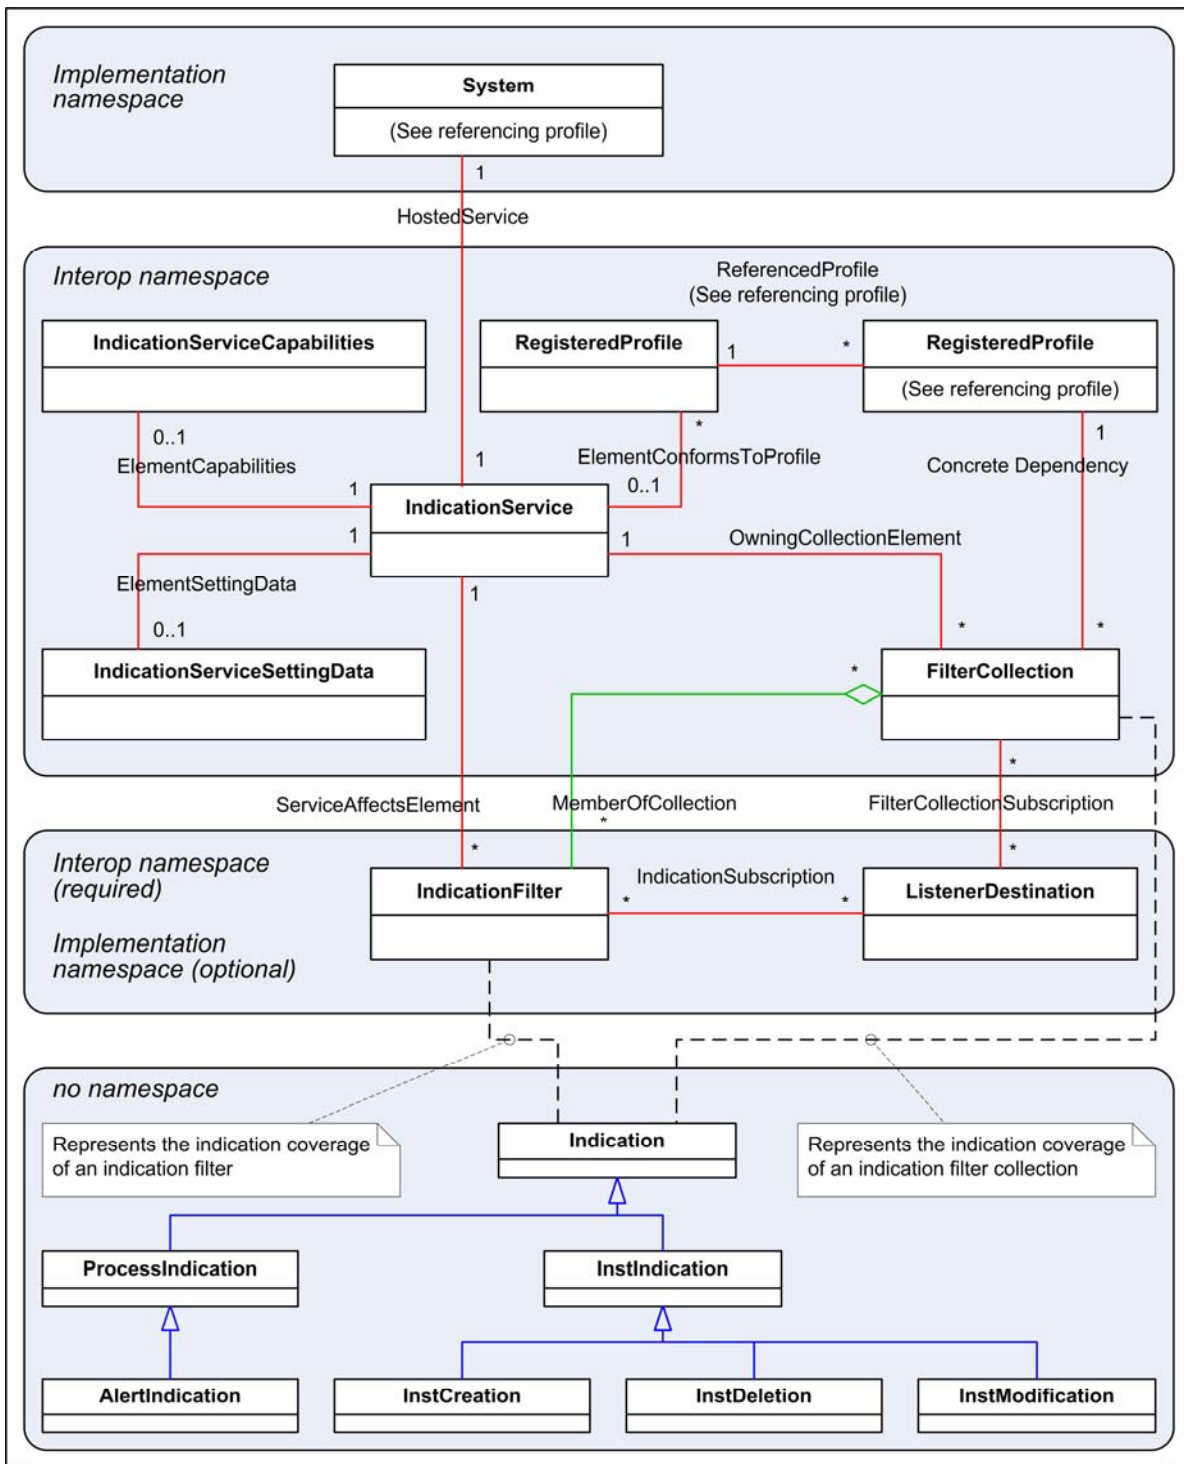 Implementation
namespace
System
(See referencing profile)
1
HostedService
Interop namespace
ReferencedProfile
(See referencing profile)
IndicationServiceCapabilities
RegisteredProfile
1
*
RegisteredProfile
(See referencing profile)
0..1
ElementCapabilities
*
ElementConformsToProfile
1
Concrete Dependency
1
0..1
1
IndicationService
1
1
OwningCollectionElement
ElementSettingData
1
0..1
*
*
IndicationServiceSettingData
*
FilterCollection
*
ServiceAffectsElement
MemberOfCollection
FilterCollectionSubscription
*
*
*
Interop namespace
(required)
Implementation
namespace (optional)
IndicationFilter
*
IndicationSubscription
*
ListenerDestination
no namespace
Represents the indication coverage
of an indication filter
Indication
Represents the indication coverage
of an indication filter collection
ProcessIndication
InstIndication
AlertIndication
InstCreation
InstDeletion
InstModification